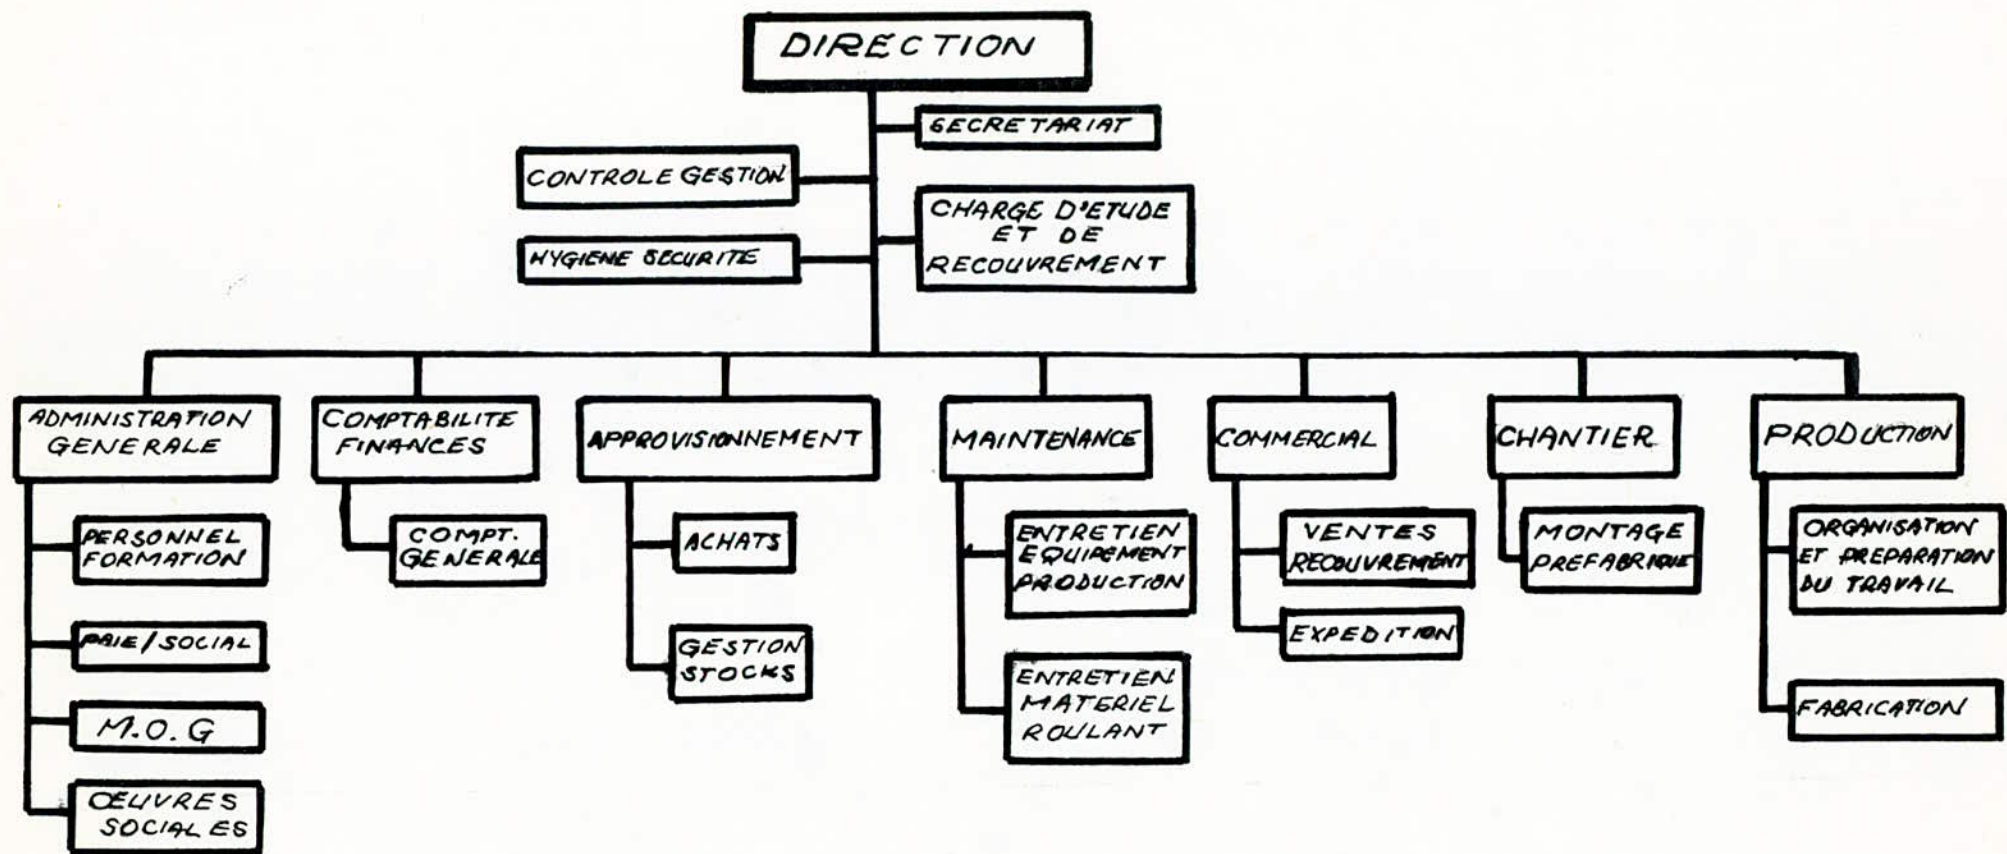 DIRECTION
SECRETARIAT
CONTROLE GESTION
CHARGE D'ETUDE
ET DE
RECOUVREMENT
HYGIENE SECURITE
ADMINISTRATION
GENERALE
COMPTABILITE
FINANCES
APPROVISIONNEMENT
MAINTENANCE
COMMERCIAL
CHANTIER
PRODUCTION
PERSONNEL
FORMATION
PAIE/SOCIAL
M.O.G
ŒUVRES
SOCIALES
COMPT.
GENERALE
ACHATS
GESTION
STOCKS
ENTRETIEN
EQUIPEMENT
PRODUCTION
ENTRETIEN
MATERIEL
ROULANT
VENTES
RECOUVREMENT
EXPEDITION
MONTAGE
PREFABRIQUE
ORGANISATION
ET PREPARATION
DU TRAVAIL
FABRICATION